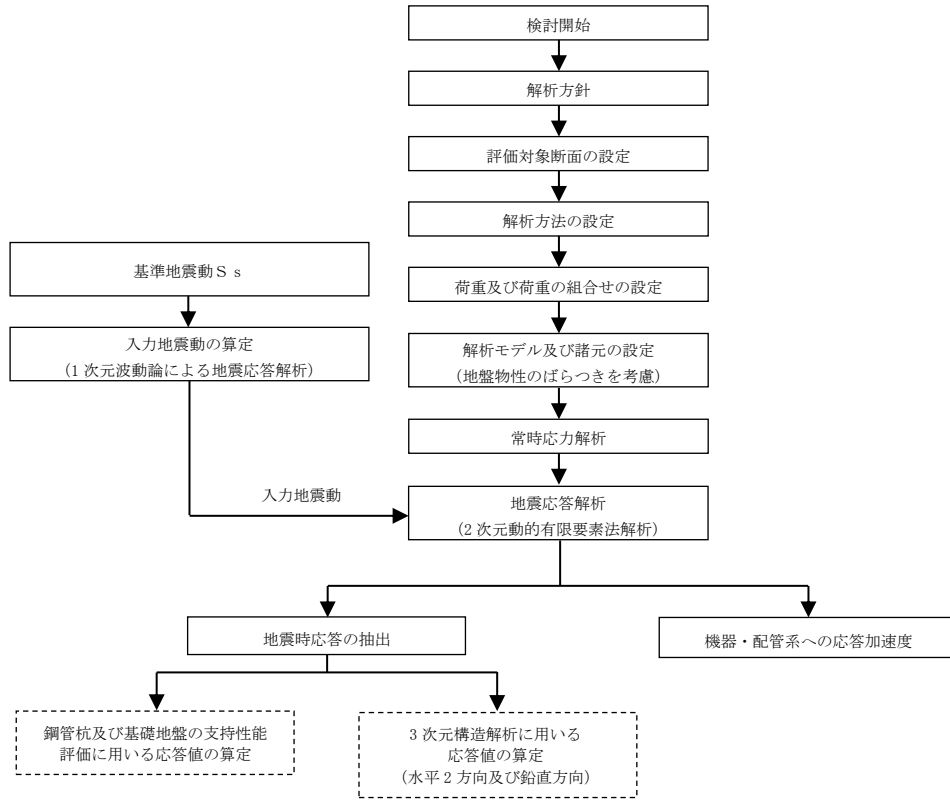 検討開始
解析方針
評価対象断面の設定
解析方法の設定
基準地震動Ｓｓ
荷重及び荷重の組合せの設定
入力地震動の算定
（1 次元波動論による地震応答解析）
解析モデル及び諸元の設定
（地盤物性のばらつきを考慮）
常時応力解析
入力地震動
地震応答解析
（2 次元動的有限要素法解析）
地震時応答の抽出
機器・配管系への応答加速度
鋼管杭及び基礎地盤の支持性能
評価に用いる応答値の算定
3 次元構造解析に用いる
応答値の算定
（水平 2 方向及び鉛直方向）